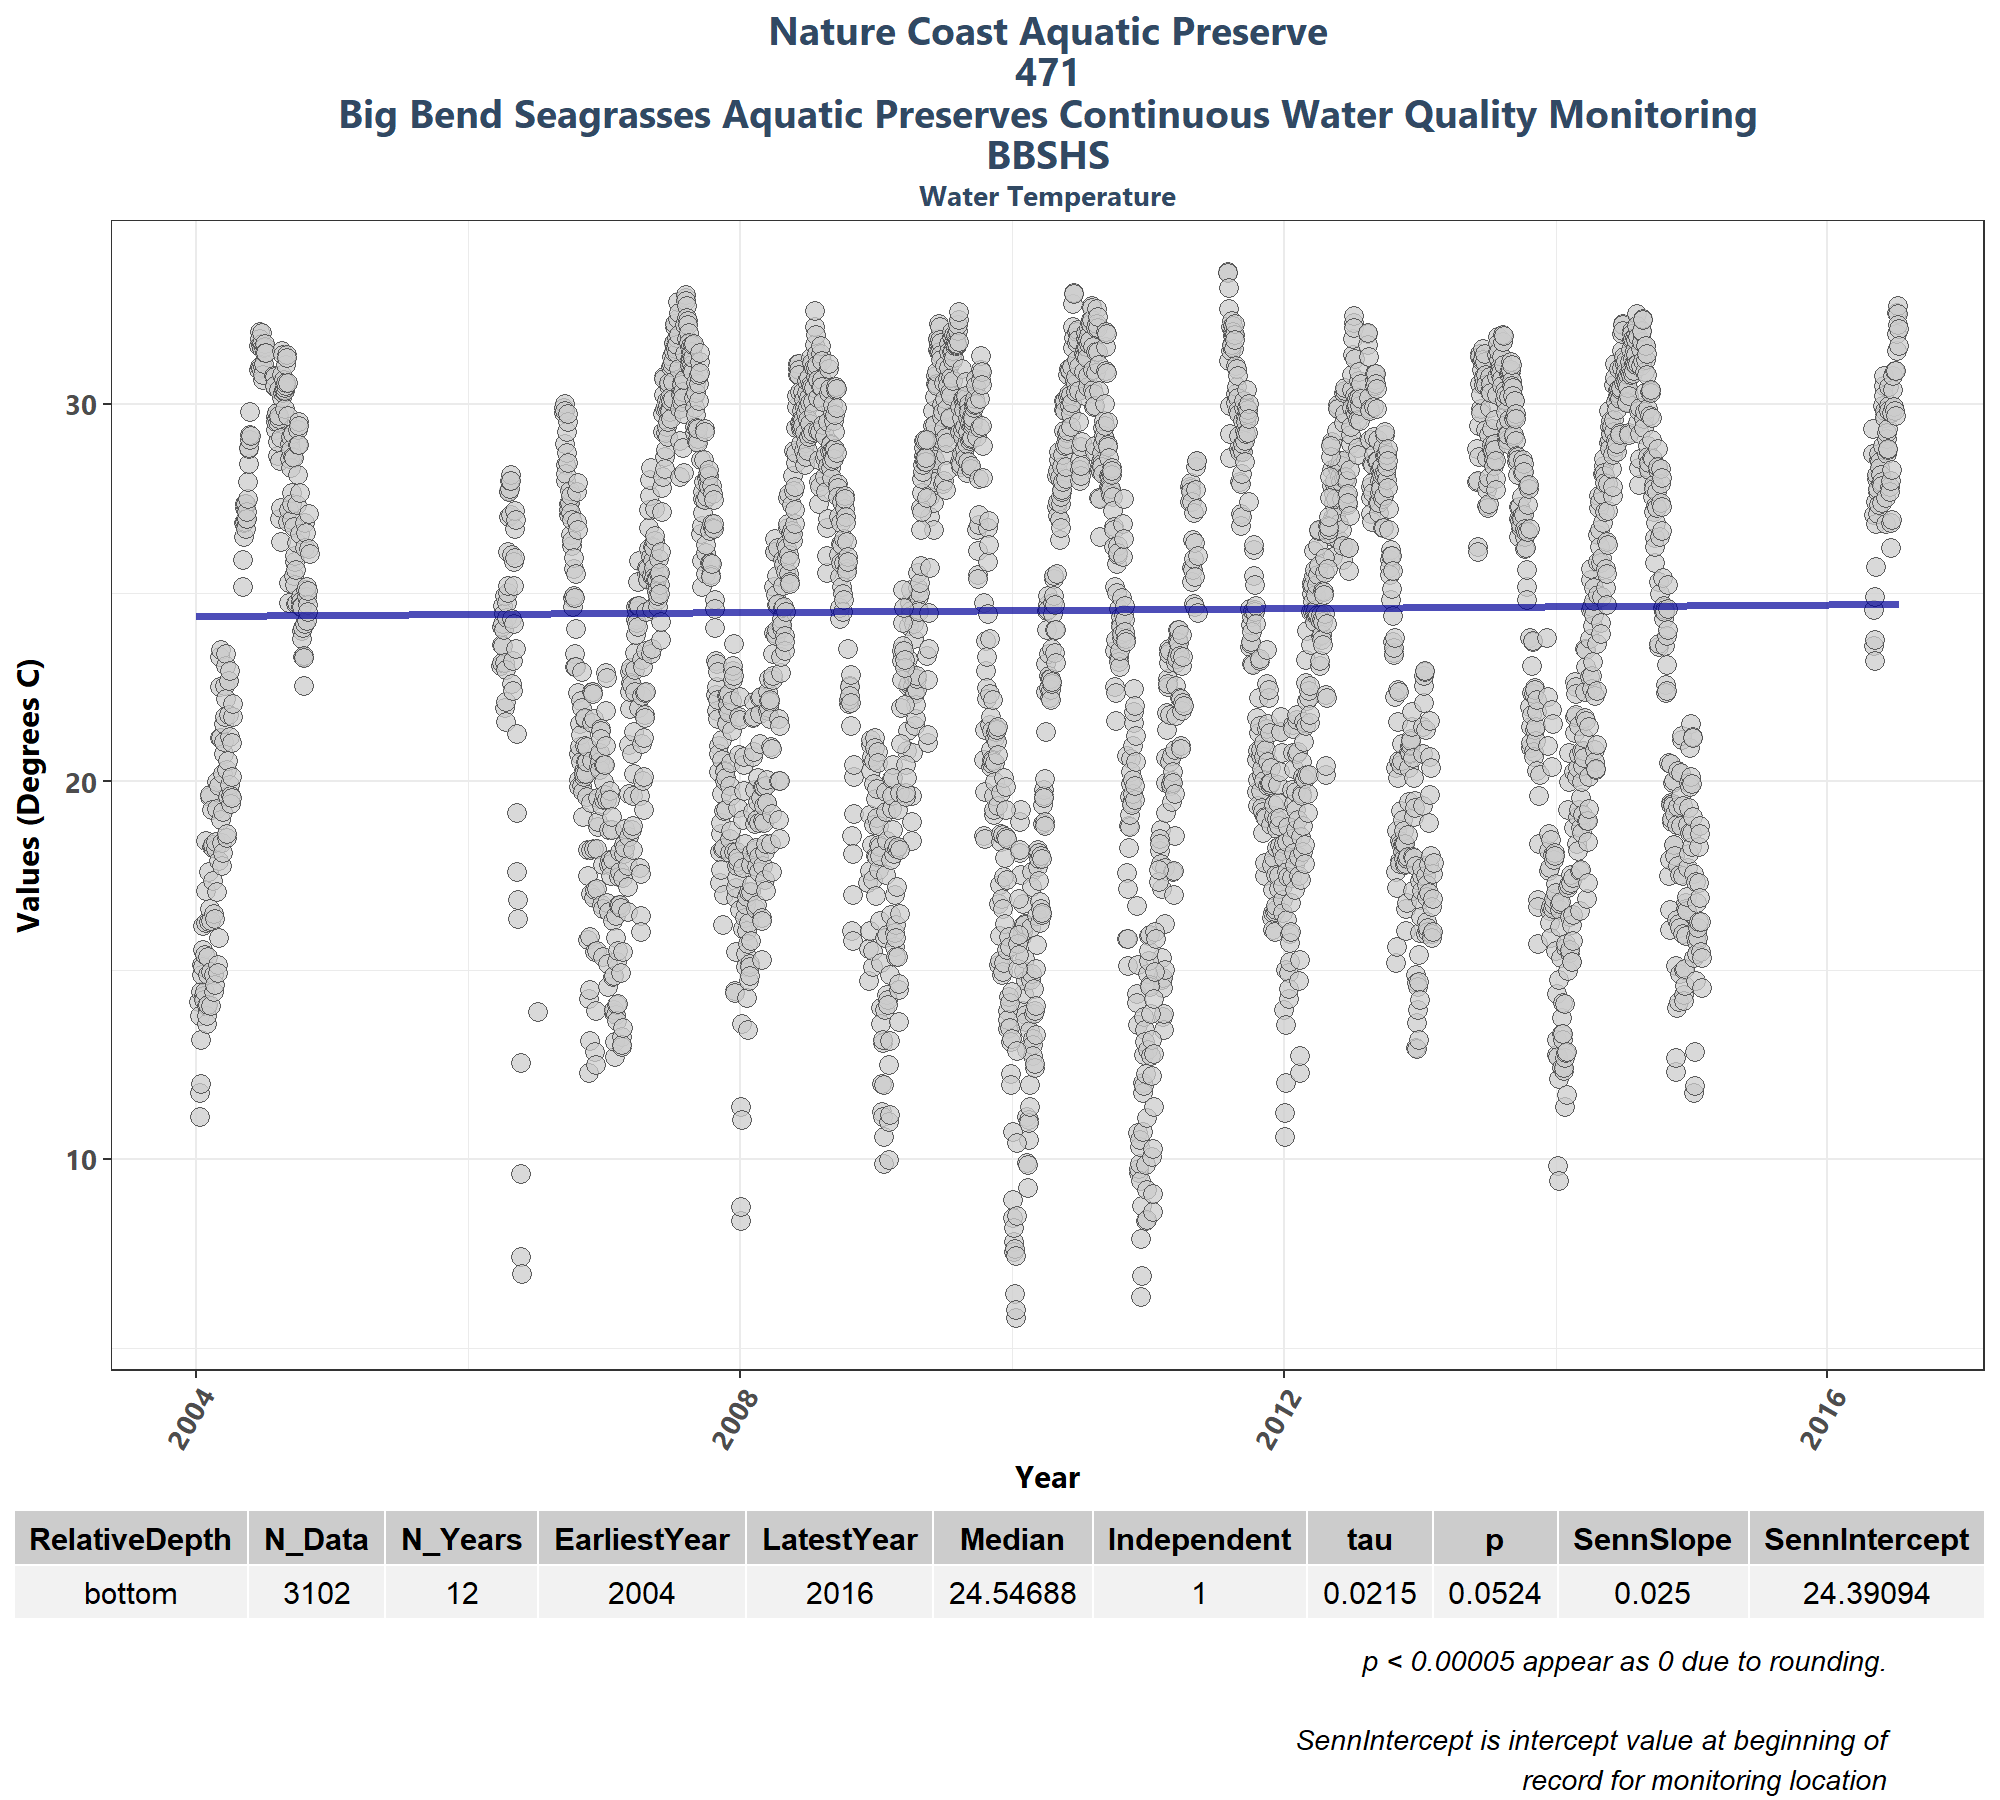 Nature Coast Aquatic Preserve
471
Big Bend Seagrasses Aquatic Preserves Continuous Water Quality Monitoring
BBSHS
Water Temperature
Values (Degrees C)
30
20
10
2004
2008
2012
2016
Year
RelativeDepth N_Data N_Years EarliestYear LatestYear Median Independent tau p SennSlope SennIntercept
bottom 3102 12 2004 2016 24.54688 1 0.0215 0.0524 0.025 24.39094
p < 0.00005 appear as 0 due to rounding.
SennIntercept is intercept value at beginning of
record for monitoring location